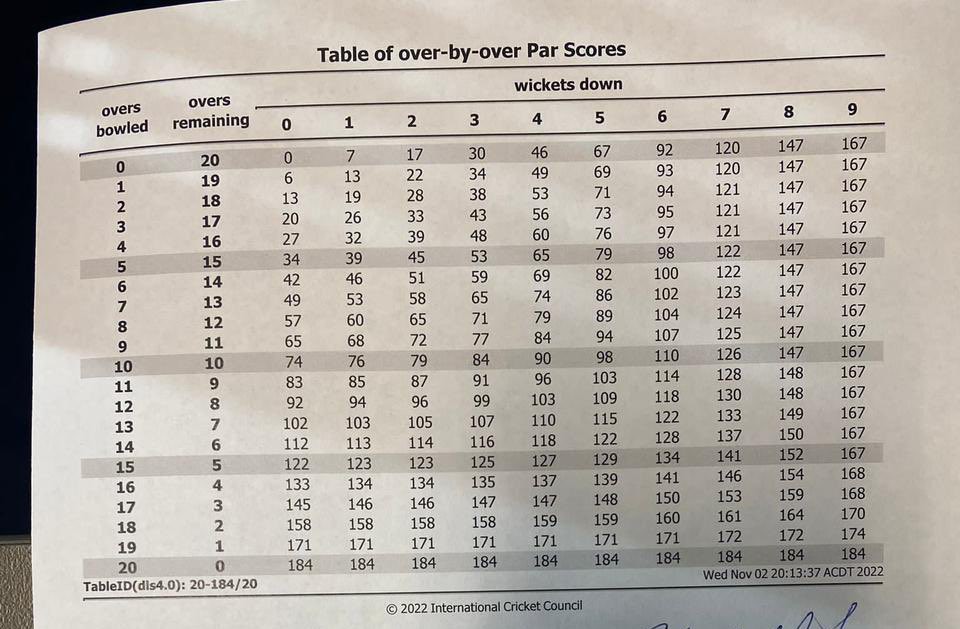 Table of over-by-over Par Scores
wickets down
overs bowled overs remaining 0 1 2 3 4 5 6 7 8 9
0 20 0 7 17 30 46 67 92 120 147 167
1 19 6 13 22 34 49 69 93 120 147 167
2 18 13 19 28 38 53 71 94 121 147 167
3 17 20 26 33 43 56 73 95 121 147 167
4 16 27 32 39 48 60 76 97 121 147 167
5 15 34 39 45 53 65 79 98 122 147 167
6 14 42 46 51 59 69 82 100 122 147 167
7 13 49 53 58 65 74 86 102 123 147 167
8 12 57 60 65 71 79 89 104 124 147 167
9 11 65 68 72 77 84 94 107 125 147 167
10 10 74 76 79 84 90 98 110 126 147 167
11 9 83 85 87 91 96 103 114 128 148 167
12 8 92 94 96 99 103 109 118 130 148 167
13 7 102 103 105 107 110 115 122 133 149 167
14 6 112 113 114 116 118 122 128 137 150 167
15 5 122 123 123 125 127 129 134 141 152 167
16 4 133 134 134 135 137 139 141 146 154 168
17 3 145 146 146 147 147 148 150 153 159 168
18 2 158 158 158 158 159 159 160 161 164 170
19 1 171 171 171 171 171 171 171 172 172 174
20 0 184 184 184 184 184 184 184 184 184 184
TableID(dls4.0): 20-184/20 Wed Nov 02 20:13:37 ACDT 2022
© 2022 International Cricket Council